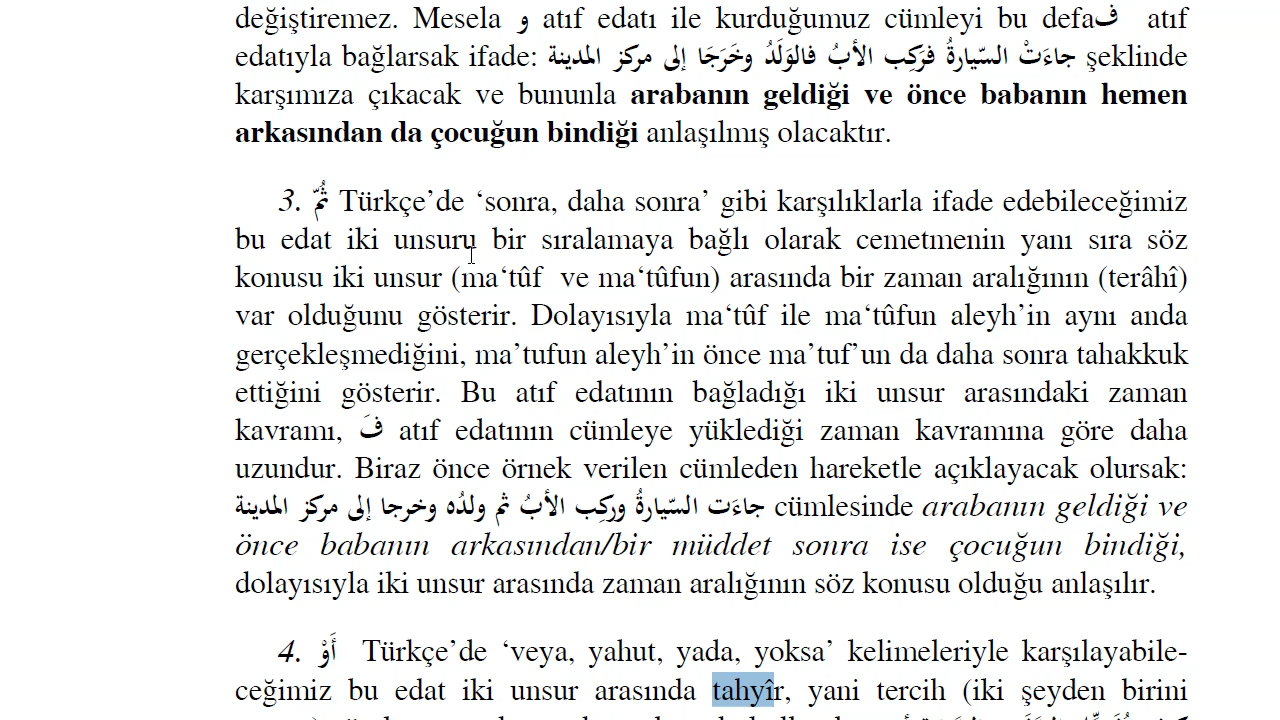 değiştiremez. Mesela و atıf edatı ile kurduğumuz cümleyi bu defa ف atıf
edatıyla bağlarsak ifade: جاءَتْ السّيارةُ فرَكِب الأبُ فالوَلَدُ وخَرَجَا إلى مركز المدينة şeklinde
karşımıza çıkacak ve bununla arabanın geldiği ve önce babanın hemen
arkasından da çocuğun bindiği anlaşılmış olacaktır.
3. ثُمّ Türkçe’de ‘sonra, daha sonra’ gibi karşılıklarla ifade edebileceğimiz
bu edat iki unsuru bir sıralamaya bağlı olarak cemetmenin yanı sıra söz
konusu iki unsur (ma‘tûf ve ma‘tûfun) arasında bir zaman aralığının (terâhî)
var olduğunu gösterir. Dolayısıyla ma‘tûf ile ma‘tûfun aleyh’in aynı anda
gerçekleşmediğini, ma’tufun aleyh’in önce ma’tuf’un da daha sonra tahakkuk
ettiğini gösterir. Bu atıf edatının bağladığı iki unsur arasındaki zaman
kavramı, فَ atıf edatının cümleye yüklediği zaman kavramına göre daha
uzundur. Biraz önce örnek verilen cümleden hareketle açıklayacak olursak:
جاءَت السّيارةُ وركِب الأبُ ثم ولدُه وخرجا إلى مركز المدينة cümlesinde arabanın geldiği ve
önce babanın arkasından/bir müddet sonra ise çocuğun bindiği,
dolayısıyla iki unsur arasında zaman aralığının söz konusu olduğu anlaşılır.
4. أَوْ Türkçe’de ‘veya, yahut, yada, yoksa’ kelimeleriyle karşılayabile-
ceğimiz bu edat iki unsur arasında tahyîr, yani tercih (iki şeyden birini